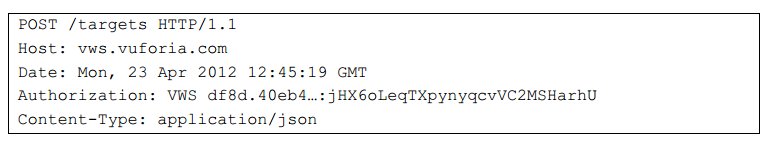 POST /targets HTTP/1.1
Host: vws.vuforia.com
Date: Mon, 23 Apr 2012 12:45:19 GMT
Authorization: VWS df8d.40eb4…:jHX6oLeqTXpynyqcvVC2MSHarhU
Content-Type: application/json